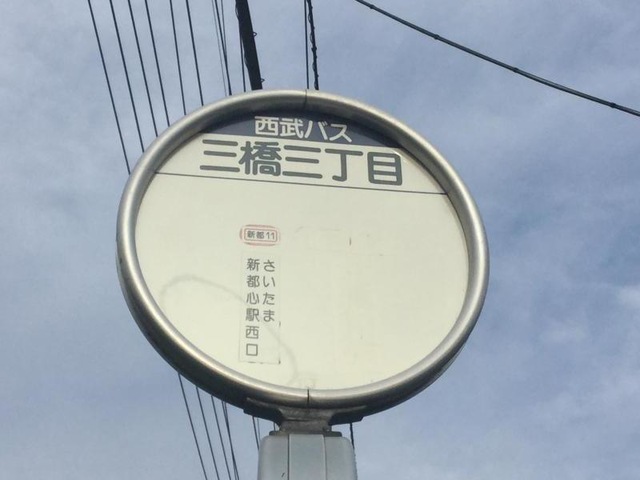 西武バス
三橋三丁目
新都11
さいたま
新都心駅西口